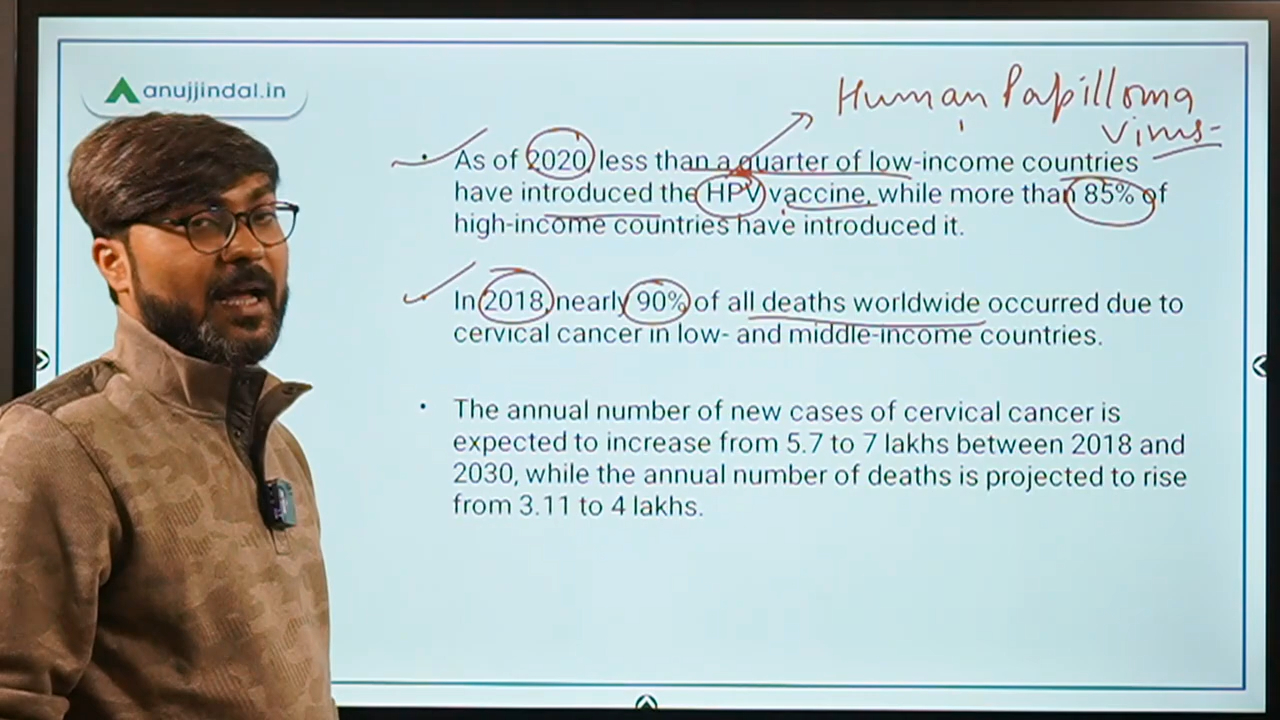 anujjindal.in
Human Papilloma
Virus-
As of 2020, less than a quarter of low-income countries
have introduced the HPV vaccine, while more than 85% of
high-income countries have introduced it.
In 2018, nearly 90% of all deaths worldwide occurred due to
cervical cancer in low- and middle-income countries.
The annual number of new cases of cervical cancer is
expected to increase from 5.7 to 7 lakhs between 2018 and
2030, while the annual number of deaths is projected to rise
from 3.11 to 4 lakhs.